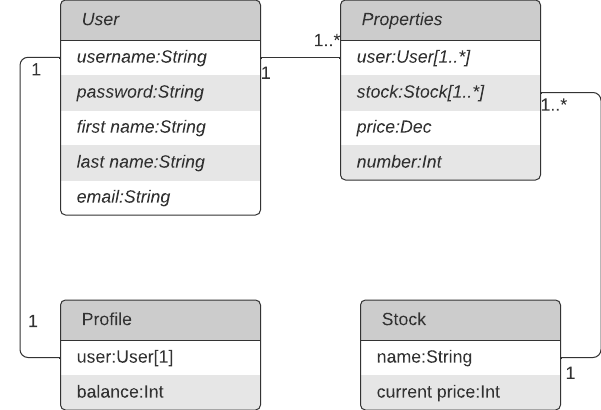 User
username:String
password:String
first name:String
last name:String
email:String
1
1
1..*
Properties
user:User[1..*]
stock:Stock[1..*]
price:Dec
number:Int
1..*
1
Profile
user:User[1]
balance:Int
Stock
name:String
current price:Int
1